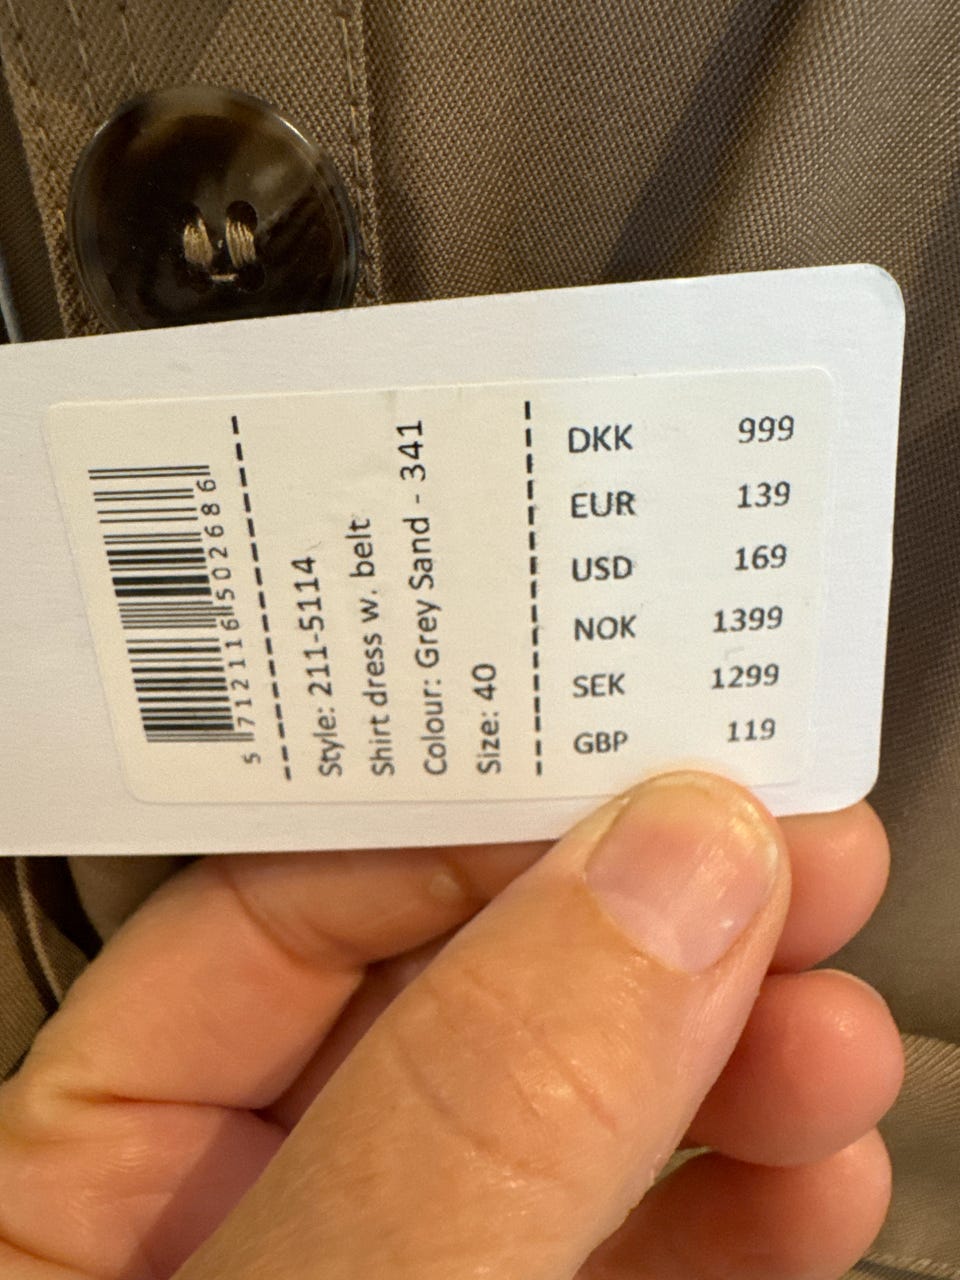 5 712116 502686
Style: 211-5114
Shirt dress w. belt
Colour: Grey Sand - 341
Size: 40
DKK 999
EUR 139
USD 169
NOK 1399
SEK 1299
GBP 119